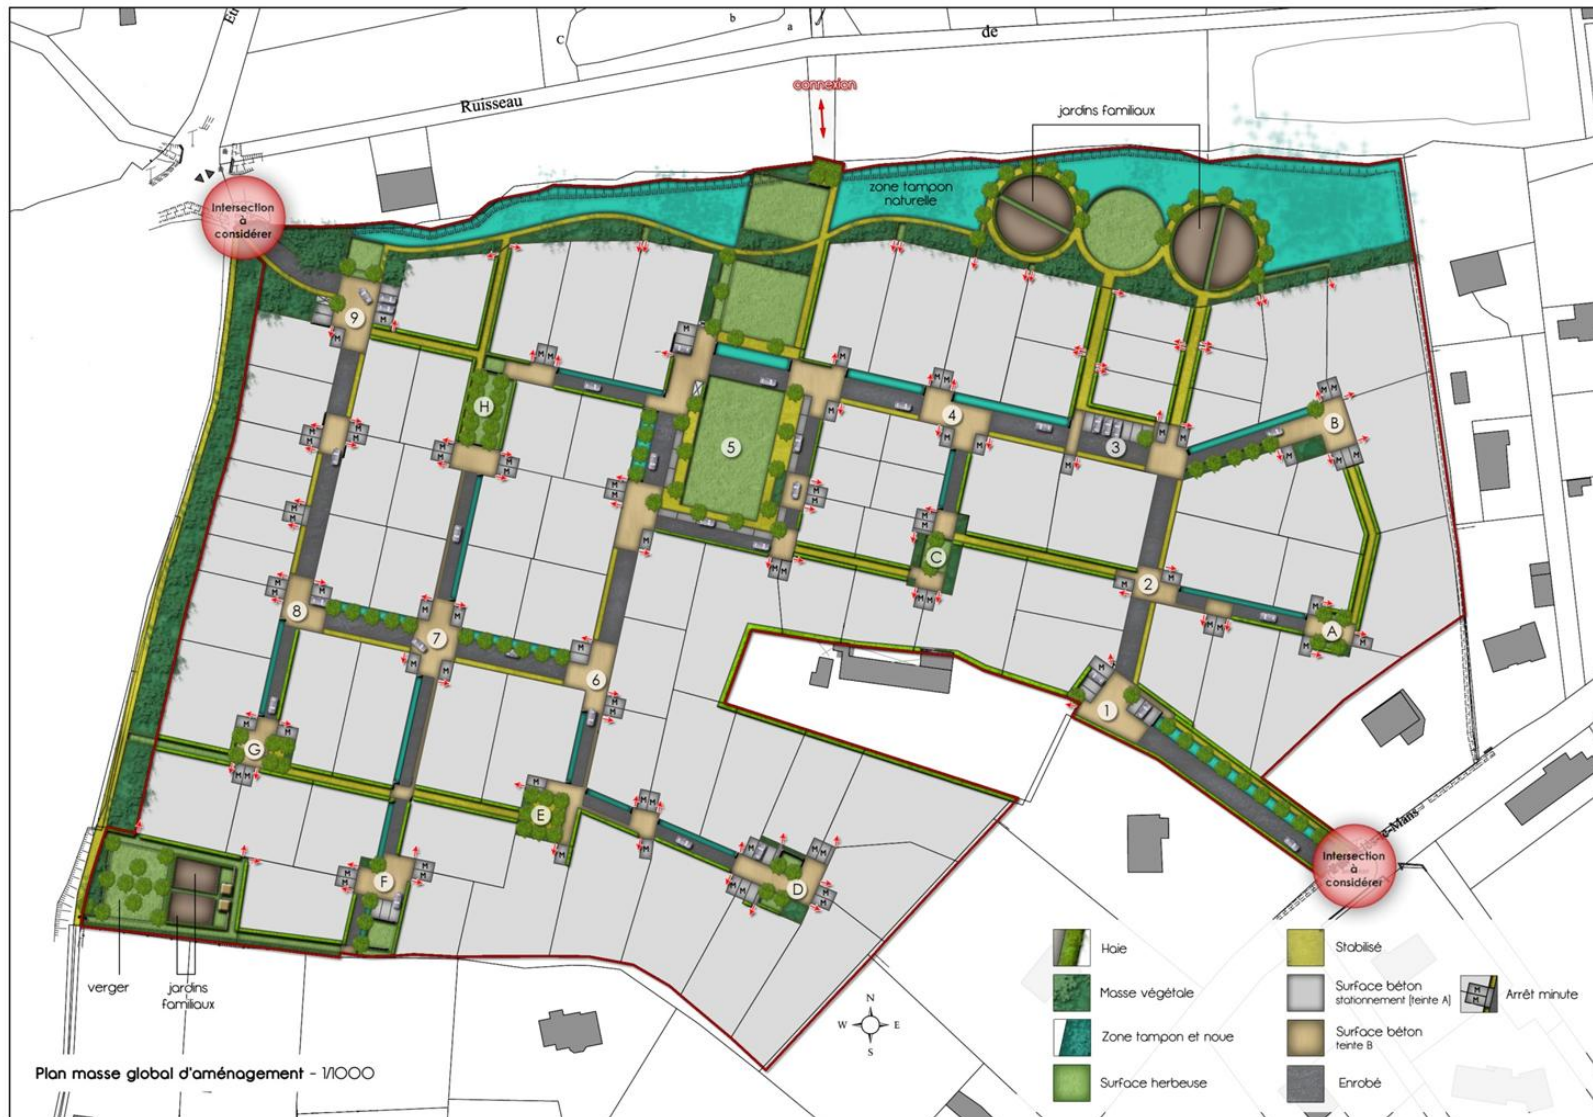 b
a
C
de
Ruisseau
connexion
jardins familiaux
zone tampon
naturelle
Intersection
à
considérer
9
H
5
4
3
B
C
2
A
8
7
6
1
G
E
F
D
e-Mans
Intersection
à
considérer
verger
jardins
familiaux
N
W E
S
Haie
Masse végétale
Zone tampon et noue
Surface herbeuse
Stabilisé
Surface béton
stationnement (teinte A)
Surface béton
teinte B
Enrobé
M
M
Arrêt minute
Plan masse global d'aménagement - 1/1000